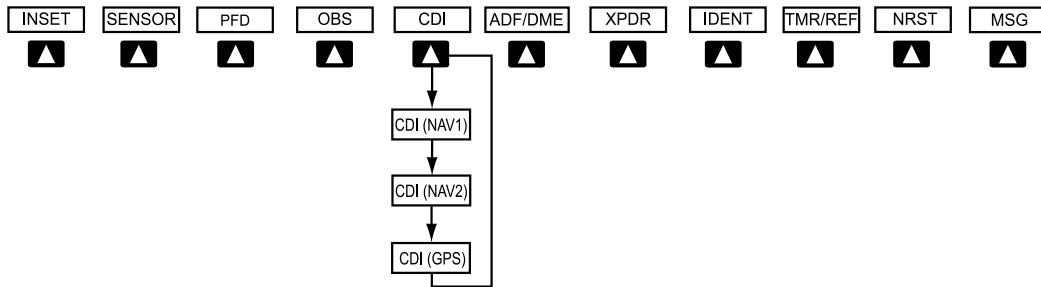 INSET SENSOR PFD OBS CDI ADF/DME XPDR IDENT TMR/REF NRST MSG
CDI (NAV1)
CDI (NAV2)
CDI (GPS)